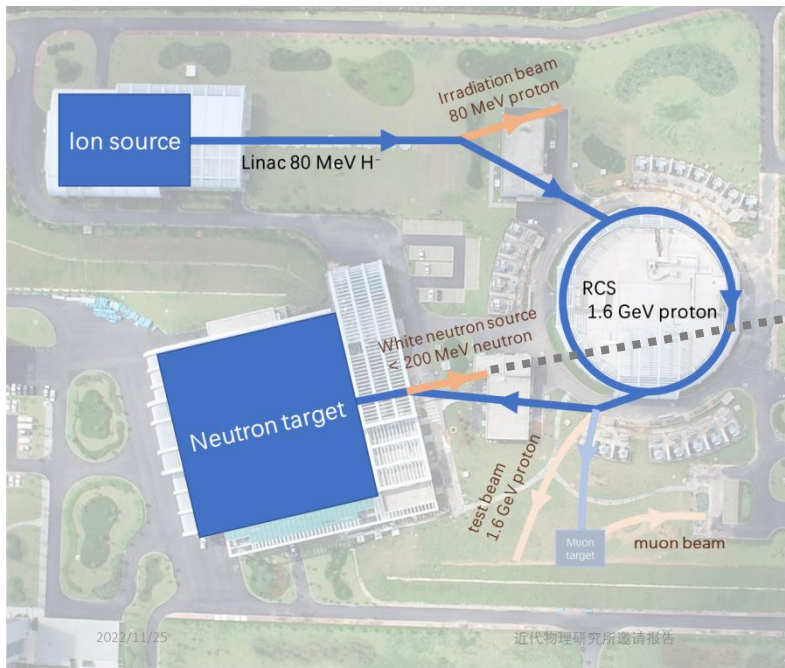 Ion source
Linac 80 MeV H⁻
Irradiation beam
80 MeV proton
RCS
1.6 GeV proton
White neutron source
< 200 MeV neutron
Neutron target
test beam
1.6 GeV proton
Muon
target
muon beam
2022/11/25
近代物理研究所邀请报告